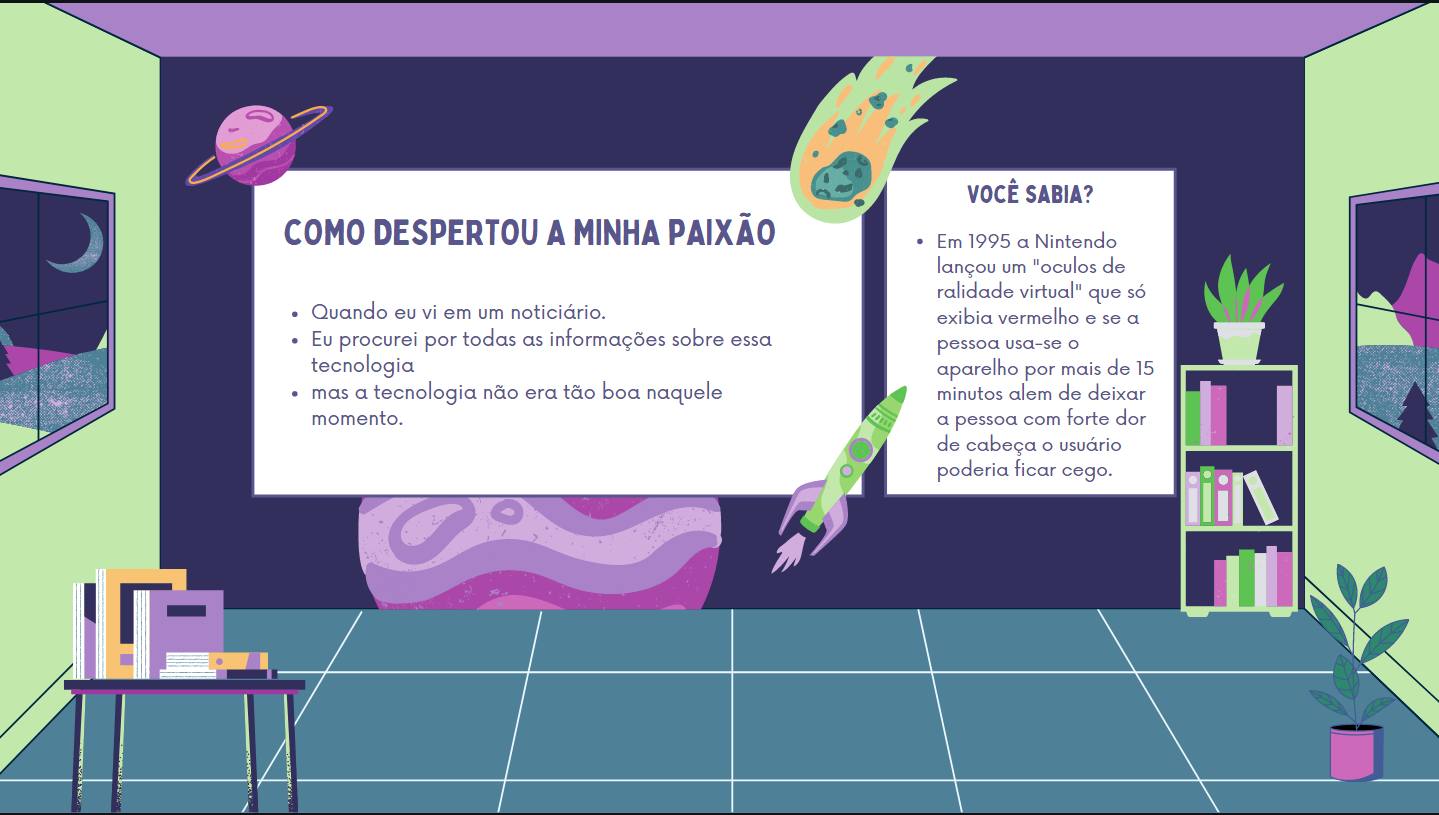 COMO DESPERTOU A MINHA PAIXÃO
• Quando eu vi em um noticiário.
• Eu procurei por todas as informações sobre essa
tecnologia
• mas a tecnologia não era tão boa naquele
momento.
VOCÊ SABIA?
• Em 1995 a Nintendo
lançou um "oculos de
ralidade virtual" que só
exibia vermelho e se a
pessoa usa-se o
aparelho por mais de 15
minutos alem de deixar
a pessoa com forte dor
de cabeça o usuário
poderia ficar cego.